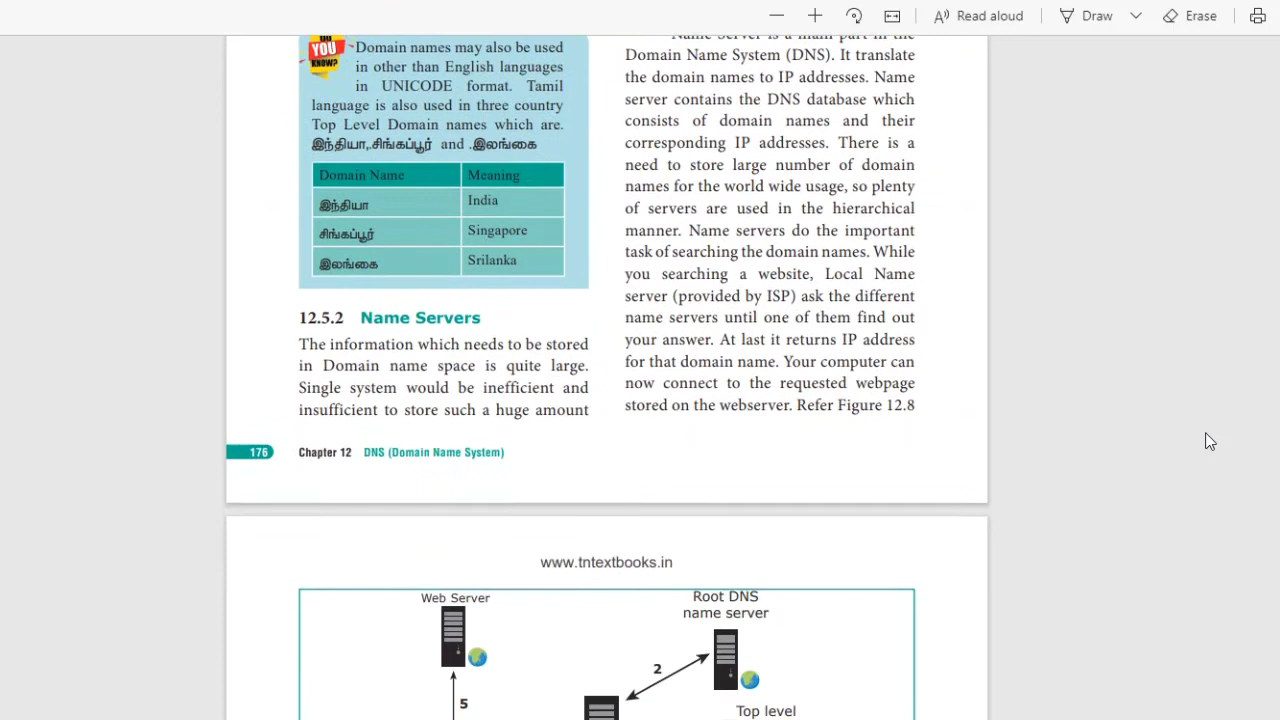 Read aloud
Draw
Erase
DO
YOU
KNOW?
Domain names may also be used
in other than English languages
in UNICODE format. Tamil
language is also used in three country
Top Level Domain names which are.
இந்தியா,.சிங்கப்பூர் and .இலங்கை
Domain Name Meaning
இந்தியா India
சிங்கப்பூர் Singapore
இலங்கை Srilanka
12.5.2 Name Servers
The information which needs to be stored
in Domain name space is quite large.
Single system would be inefficient and
insufficient to store such a huge amount
Name Server is a main part in the
Domain Name System (DNS). It translate
the domain names to IP addresses. Name
server contains the DNS database which
consists of domain names and their
corresponding IP addresses. There is a
need to store large number of domain
names for the world wide usage, so plenty
of servers are used in the hierarchical
manner. Name servers do the important
task of searching the domain names. While
you searching a website, Local Name
server (provided by ISP) ask the different
name servers until one of them find out
your answer. At last it returns IP address
for that domain name. Your computer can
now connect to the requested webpage
stored on the webserver. Refer Figure 12.8
176 Chapter 12 DNS (Domain Name System)
www.tntextbooks.in
Web Server
Root DNS
name server
2
5
Top level